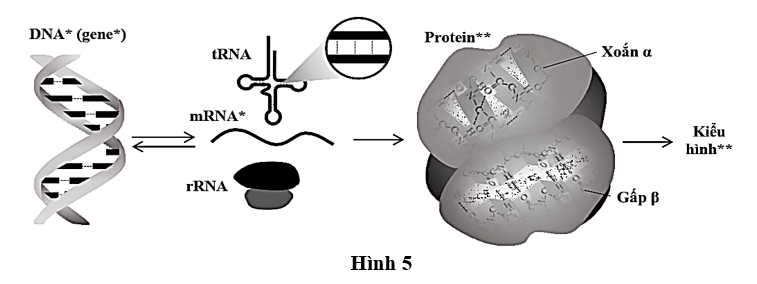 DNA* (gene*)
tRNA
mRNA*
rRNA
Protein**
Xoắn α
Gấp β
Kiểu
hình**
Hình 5